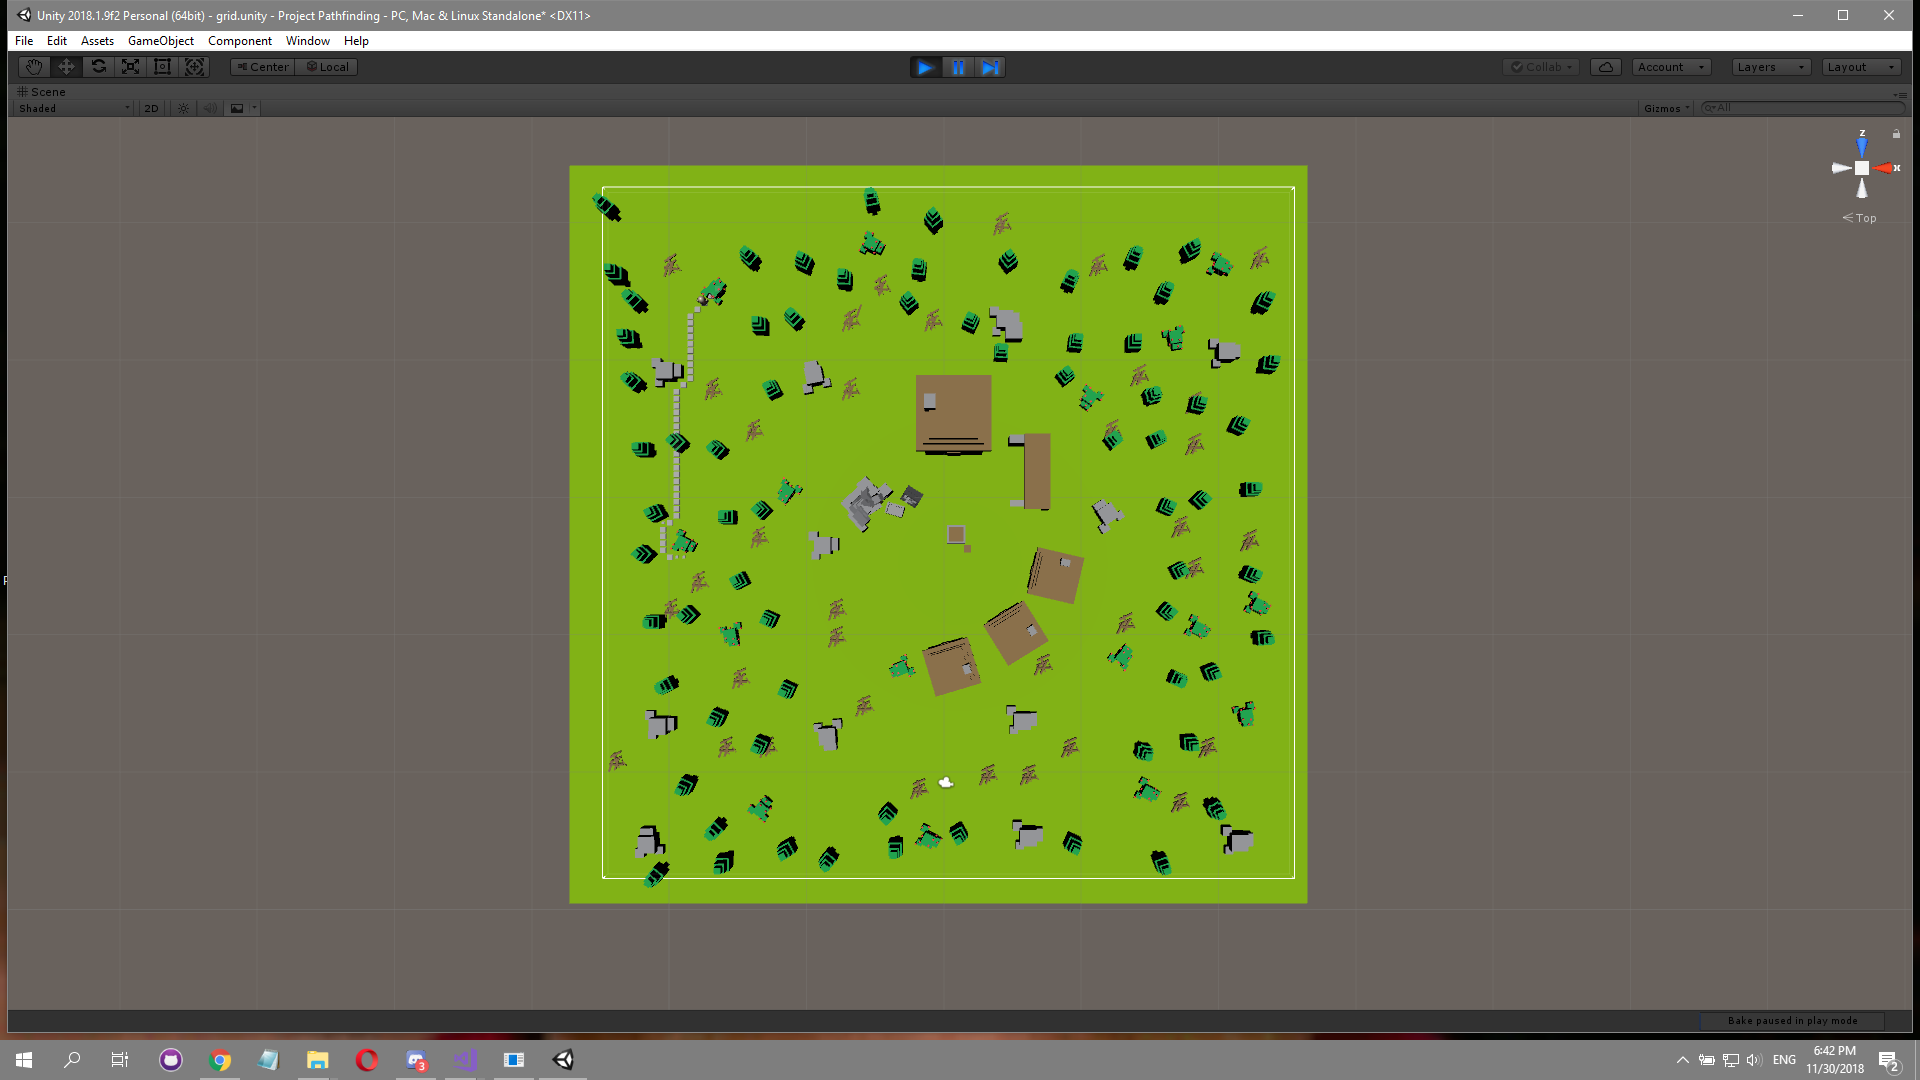 Unity 2018.1.9f2 Personal (64bit) - grid.unity - Project Pathfinding - PC, Mac & Linux Standalone* <DX11>
File Edit Assets GameObject Component Window Help
Center Local Collab Account Layers Layout
Scene
Shaded 2D Gizmos All
z
x
Top
Bake paused in play mode
3 ENG 6:42 PM
11/30/2018 2